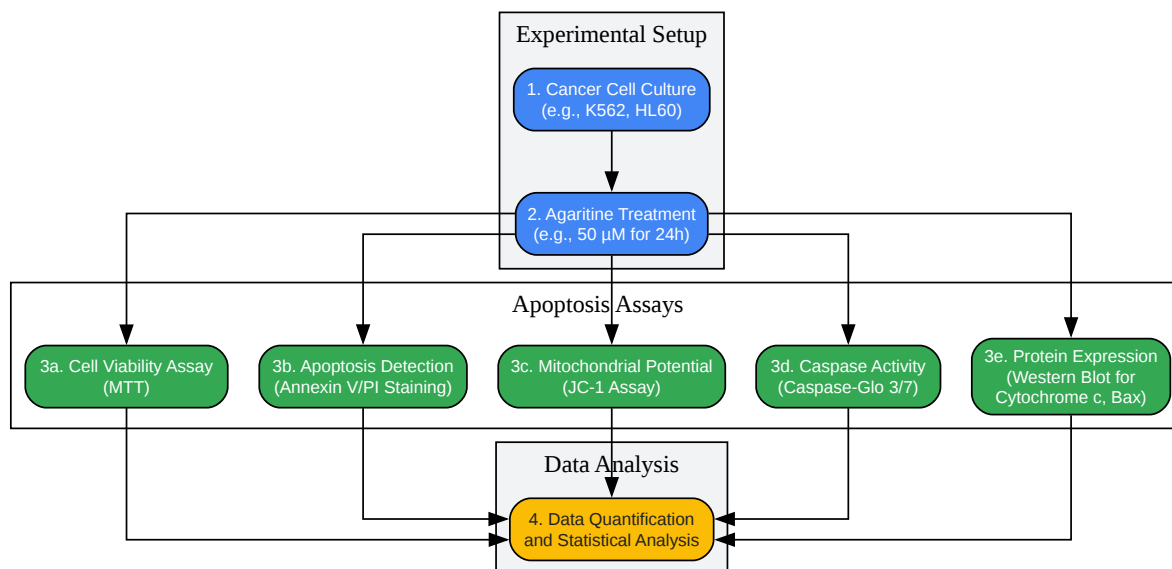 Experimental Setup
1. Cancer Cell Culture
(e.g., K562, HL60)
2. Agaritine Treatment
(e.g., 50 µM for 24h)
Apoptosis Assays
3a. Cell Viability Assay
(MTT)
3b. Apoptosis Detection
(Annexin V/PI Staining)
3c. Mitochondrial Potential
(JC-1 Assay)
3d. Caspase Activity
(Caspase-Glo 3/7)
3e. Protein Expression
(Western Blot for
Cytochrome c, Bax)
Data Analysis
4. Data Quantification
and Statistical Analysis